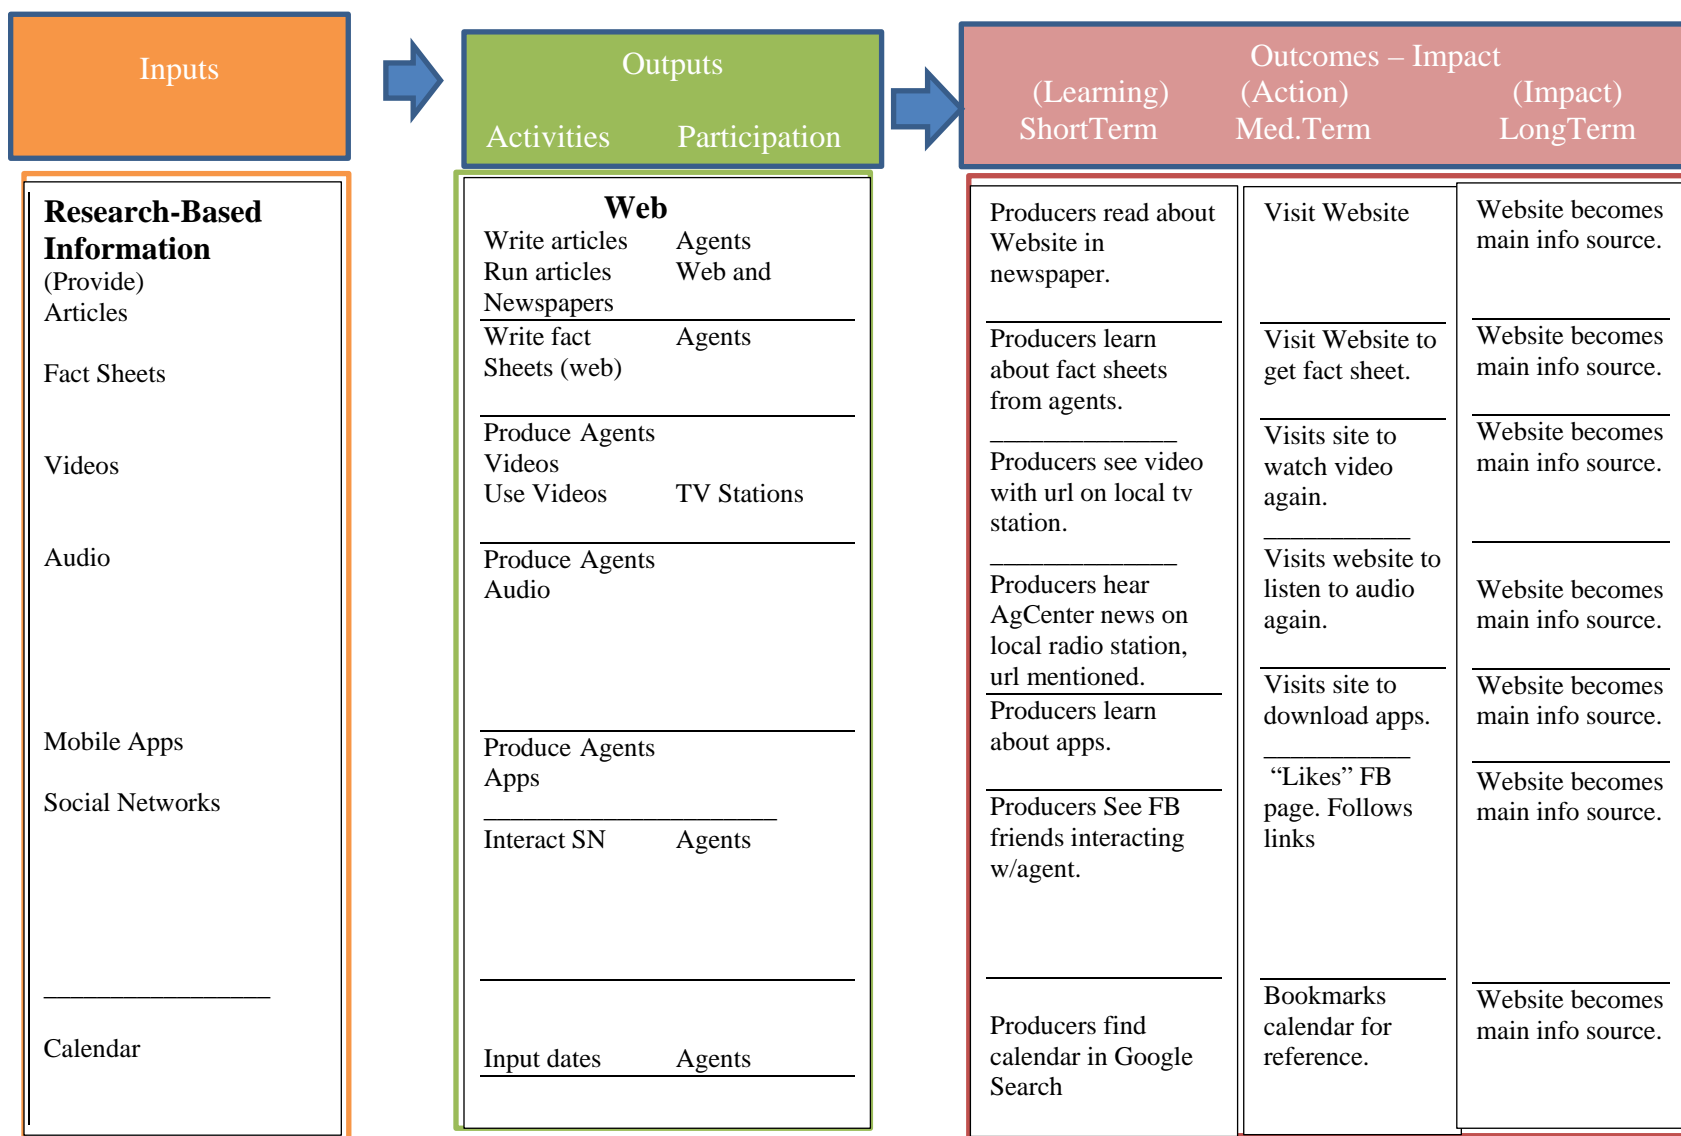 Inputs
Outputs
Activities Participation
Outcomes – Impact
(Learning) (Action) (Impact)
ShortTerm Med.Term LongTerm
Research-Based
Information
(Provide)
Articles
Fact Sheets
Videos
Audio
Mobile Apps
Social Networks
_________________
Calendar
Web
Write articles Agents
Run articles Web and
Newspapers
Write fact Agents
Sheets (web)
Produce Agents
Videos
Use Videos TV Stations
Produce Agents
Audio
Produce Agents
Apps
______________________
Interact SN Agents
Input dates Agents
Producers read about
Website in
newspaper.
Producers learn
about fact sheets
from agents.
______________
Producers see video
with url on local tv
station.
______________
Producers hear
AgCenter news on
local radio station,
url mentioned.
Producers learn
about apps.
Producers See FB
friends interacting
w/agent.
Producers find
calendar in Google
Search
Visit Website
Visit Website to
get fact sheet.
Visits site to
watch video
again.
___________
Visits website to
listen to audio
again.
Visits site to
download apps.
___________
“Likes” FB
page. Follows
links
Bookmarks
calendar for
reference.
Website becomes
main info source.
Website becomes
main info source.
Website becomes
main info source.
Website becomes
main info source.
Website becomes
main info source.
Website becomes
main info source.
Website becomes
main info source.